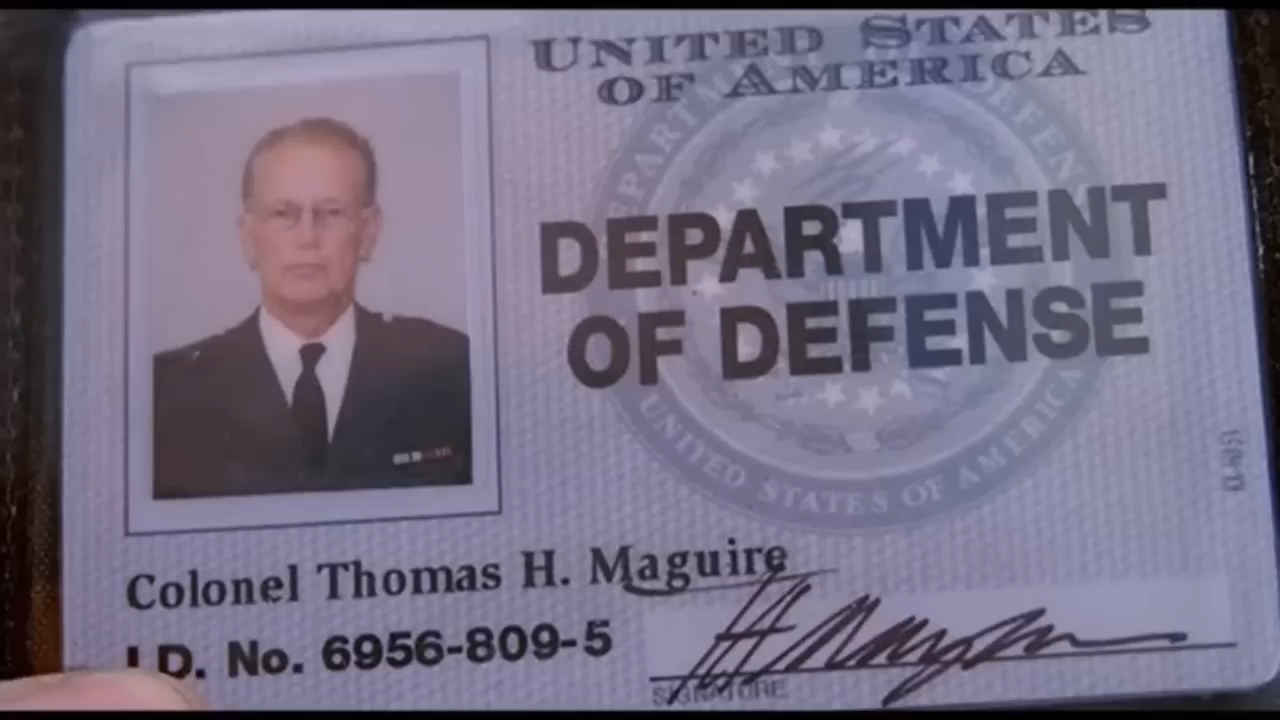 UNITED STATES
OF AMERICA
DEPARTMENT
OF DEFENSE
UNITED STATES OF AMERICA
Colonel Thomas H. Maguire
I.D. No. 6956-809-5
SIGNATURE